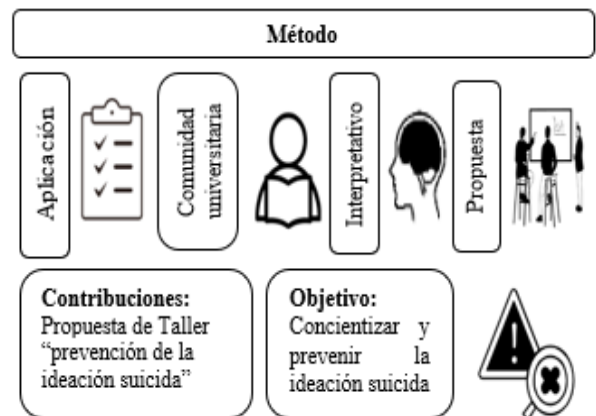 Método
Aplicación
Comunidad
universitaria
Interpretativo
Propuesta
Contribuciones:
Propuesta de Taller
“prevención de la
ideación suicida”
Objetivo:
Concientizar y
prevenir la
ideación suicida